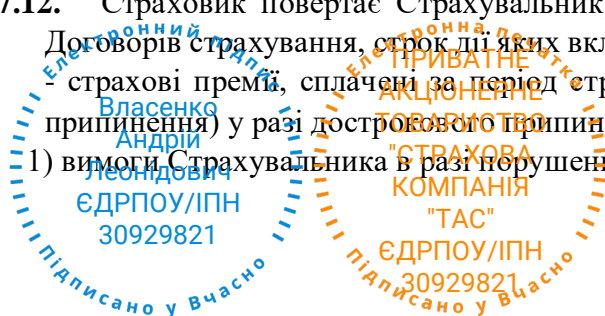 7.12. Страховик повертає Страхувальник
Договорів страхування, строк дії яких вкл
- страхові премії, сплачені за період стр
припинення) у разі дострокового припин
1) вимоги Страхувальника в разі порушен
Електронний підпис
Власенко
Андрій
Леонідович
ЄДРПОУ/ІПН
30929821
Підписано у Вчасно
Електронна печатка
ПРИВАТНЕ
АКЦІОНЕРНЕ
ТОВАРИСТВО
"СТРАХОВА
КОМПАНІЯ
"ТАС"
ЄДРПОУ/ІПН
30929821
Підписано у Вчасно